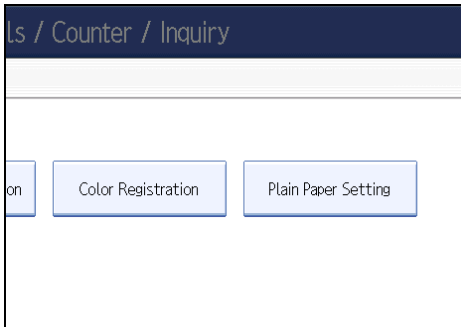 ls / Counter / Inquiry
on Color Registration Plain Paper Setting